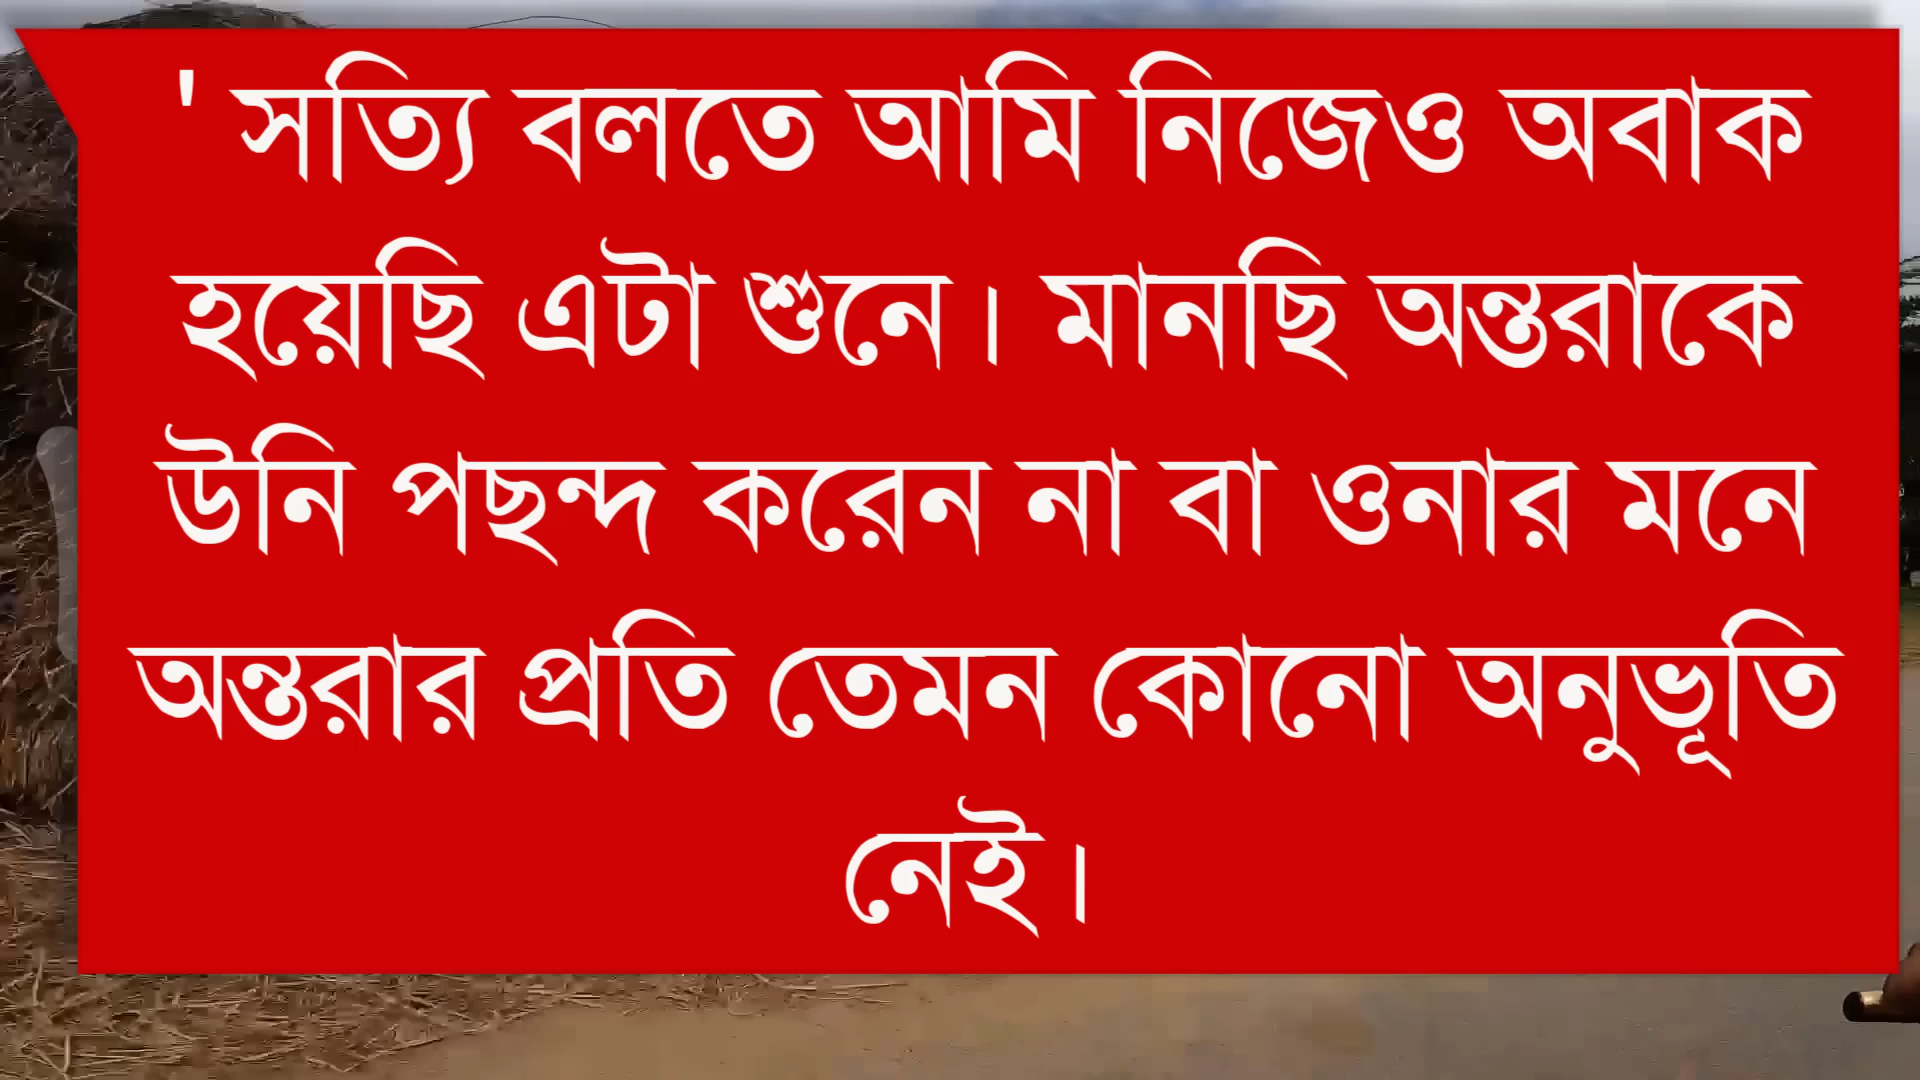 ' সত্যি বলতে আমি নিজেও অবাক
হয়েছি এটা শুনে। মানছি অন্তরাকে
উনি পছন্দ করেন না বা ওনার মনে
অন্তরার প্রতি তেমন কোনো অনুভূতি
নেই।